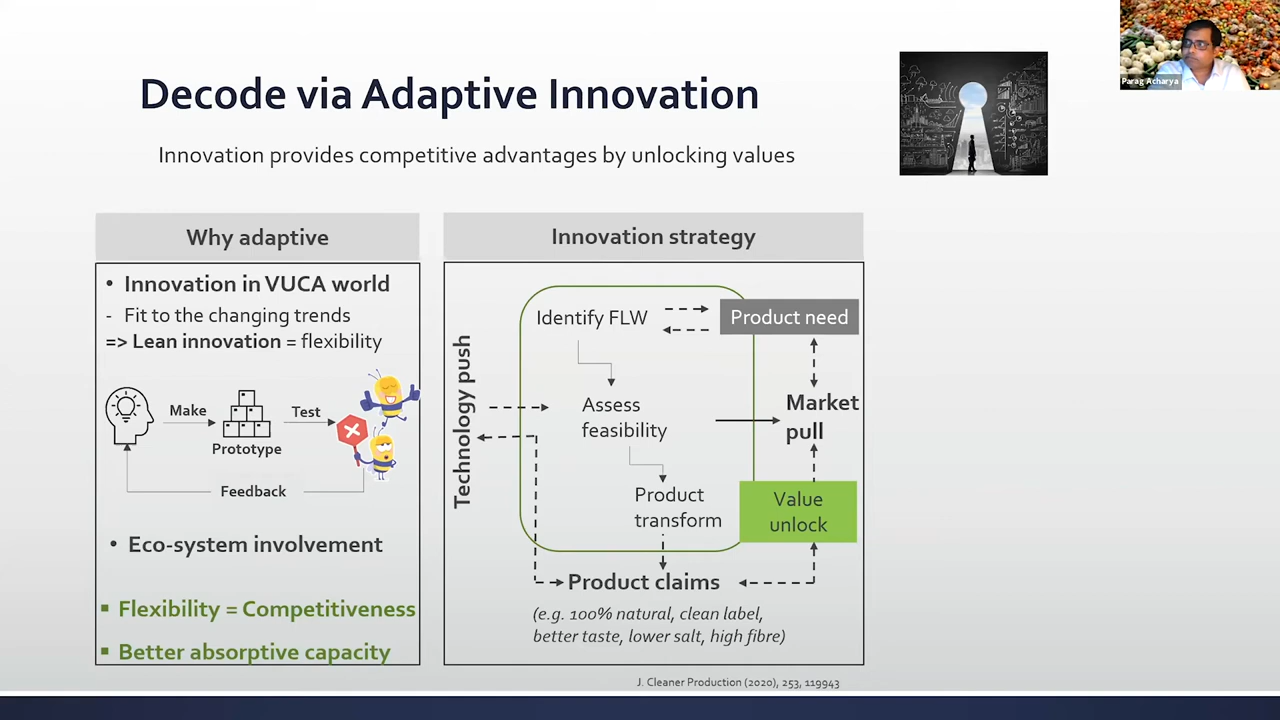 Decode via Adaptive Innovation
Parag Acharya
Innovation provides competitive advantages by unlocking values
Why adaptive
• Innovation in VUCA world
- Fit to the changing trends
=> Lean innovation = flexibility
Make
Test
Prototype
Feedback
• Eco-system involvement
▪ Flexibility = Competitiveness
▪ Better absorptive capacity
Innovation strategy
Technology push
Identify FLW
Product need
Assess
feasibility
Market
pull
Product
transform
Value
unlock
Product claims
(e.g. 100% natural, clean label,
better taste, lower salt, high fibre)
J. Cleaner Production (2020), 253, 119943